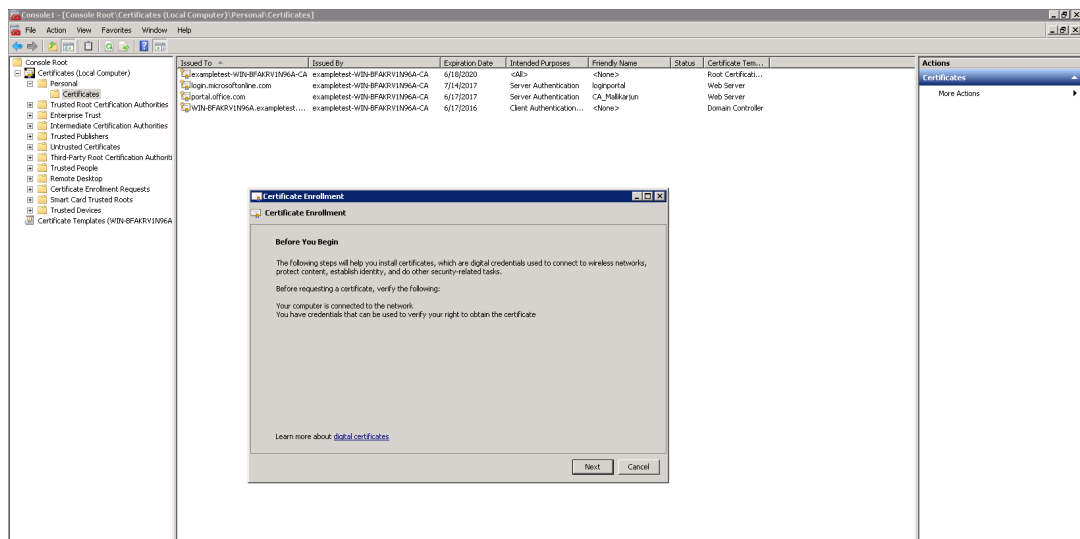 Console1 - [Console Root\Certificates (Local Computer)\Personal\Certificates]
File Action View Favorites Window Help
Console Root
Certificates (Local Computer)
Personal
Certificates
Trusted Root Certification Authorities
Enterprise Trust
Intermediate Certification Authorities
Trusted Publishers
Untrusted Certificates
Third-Party Root Certification Authoriti
Trusted People
Remote Desktop
Certificate Enrollment Requests
Smart Card Trusted Roots
Trusted Devices
Certificate Templates (WIN-BFAKRV1N96A
Issued To Issued By Expiration Date Intended Purposes Friendly Name Status Certificate Tem...
exampletest-WIN-BFAKRV1N96A-CA exampletest-WIN-BFAKRV1N96A-CA 6/18/2020 <All> <None> Root Certificati...
login.microsoftonline.com exampletest-WIN-BFAKRV1N96A-CA 7/14/2017 Server Authentication loginportal Web Server
portal.office.com exampletest-WIN-BFAKRV1N96A-CA 6/17/2017 Server Authentication CA_Mallikarjun Web Server
WIN-BFAKRV1N96A.exampletest.... exampletest-WIN-BFAKRV1N96A-CA 6/17/2016 Client Authentication... <None> Domain Controller
Actions
Certificates
More Actions
Certificate Enrollment
Certificate Enrollment
Before You Begin
The following steps will help you install certificates, which are digital credentials used to connect to wireless networks,
protect content, establish identity, and do other security-related tasks.
Before requesting a certificate, verify the following:
Your computer is connected to the network
You have credentials that can be used to verify your right to obtain the certificate
Learn more about digital certificates
Next Cancel